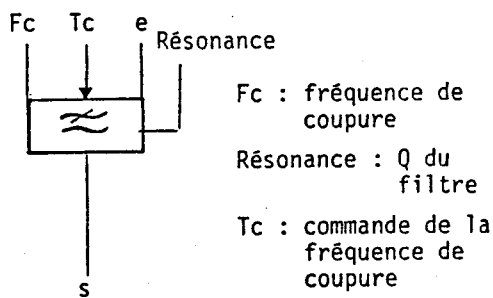 Fc Tc e
Résonance
Fc : fréquence de
coupure
Résonance : Q du
filtre
Tc : commande de la
fréquence de
coupure
s